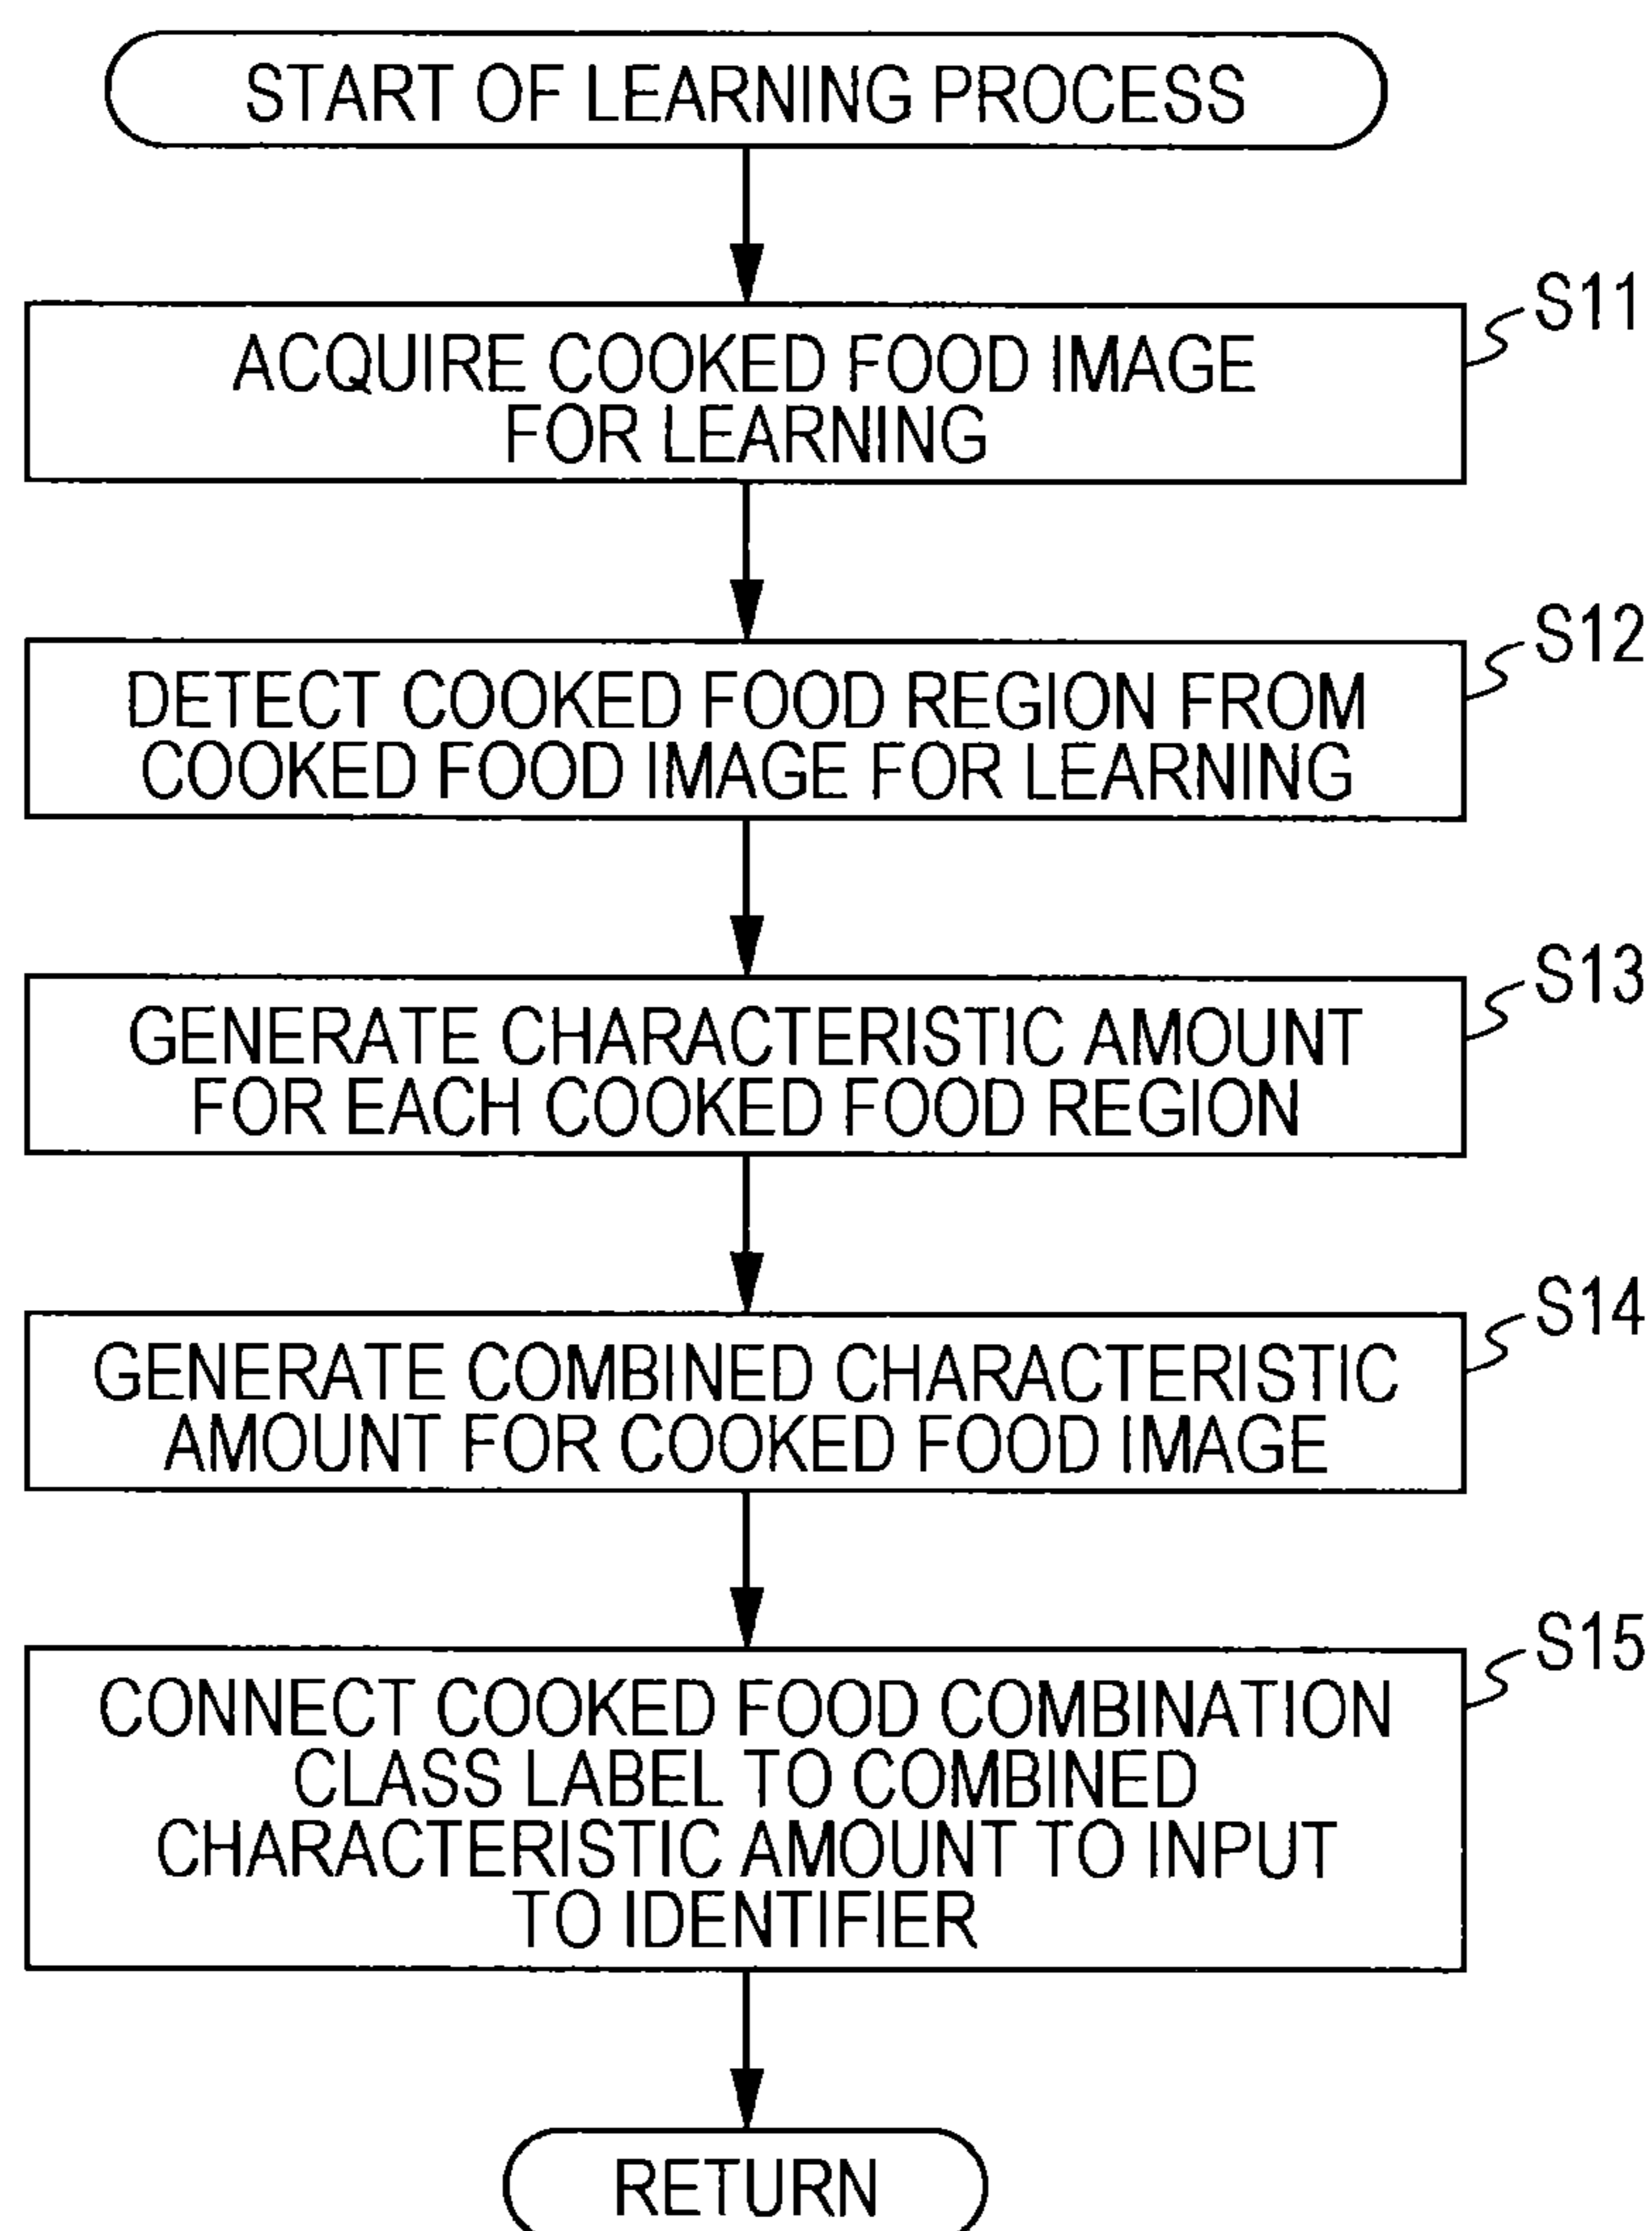 START OF LEARNING PROCESS
S11
ACQUIRE COOKED FOOD IMAGE
FOR LEARNING
S12
DETECT COOKED FOOD REGION FROM
COOKED FOOD IMAGE FOR LEARNING
S13
GENERATE CHARACTERISTIC AMOUNT
FOR EACH COOKED FOOD REGION
S14
GENERATE COMBINED CHARACTERISTIC
AMOUNT FOR COOKED FOOD IMAGE
S15
CONNECT COOKED FOOD COMBINATION
CLASS LABEL TO COMBINED
CHARACTERISTIC AMOUNT TO INPUT
TO IDENTIFIER
RETURN